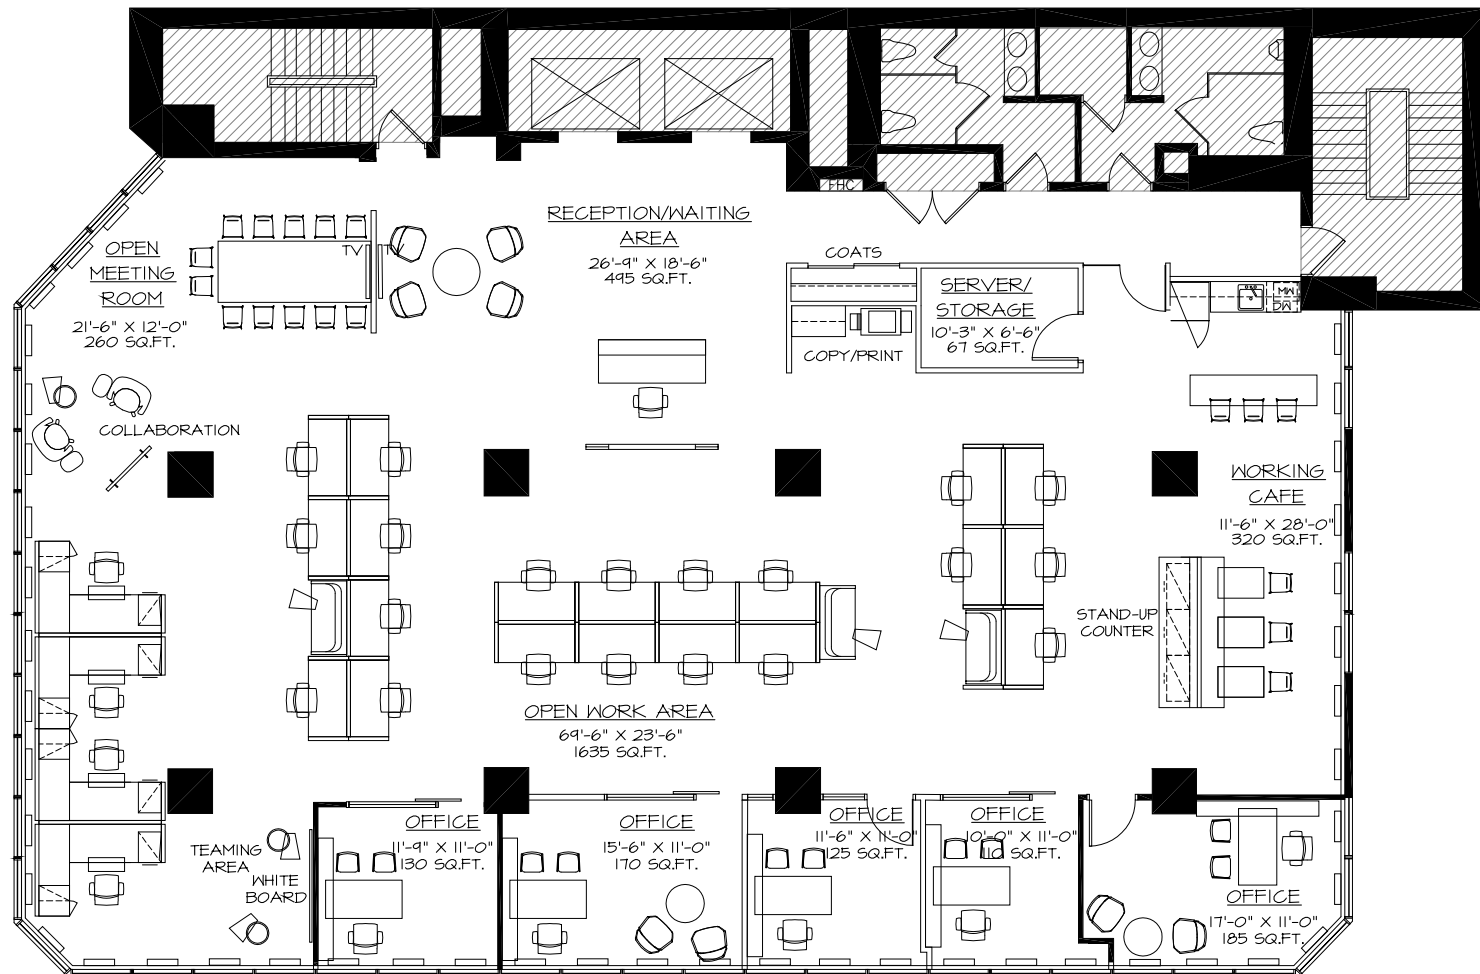 FHC
RECEPTION/WAITING
AREA
26'-9" X 18'-6"
495 SQ.FT.
OPEN
MEETING
ROOM
21'-6" X 12'-0"
260 SQ.FT.
TV
TV
COATS
SERVER/
STORAGE
10'-3" X 6'-6"
67 SQ.FT.
COPY/PRINT
MW
DW
COLLABORATION
WORKING
CAFE
11'-6" X 28'-0"
320 SQ.FT.
STAND-UP
COUNTER
OPEN WORK AREA
69'-6" X 23'-6"
1635 SQ.FT.
TEAMING
AREA
WHITE
BOARD
OFFICE
11'-9" X 11'-0"
130 SQ.FT.
OFFICE
15'-6" X 11'-0"
170 SQ.FT.
OFFICE
11'-6" X 11'-0"
125 SQ.FT.
OFFICE
10'-0" X 11'-0"
110 SQ.FT.
OFFICE
17'-0" X 11'-0"
185 SQ.FT.